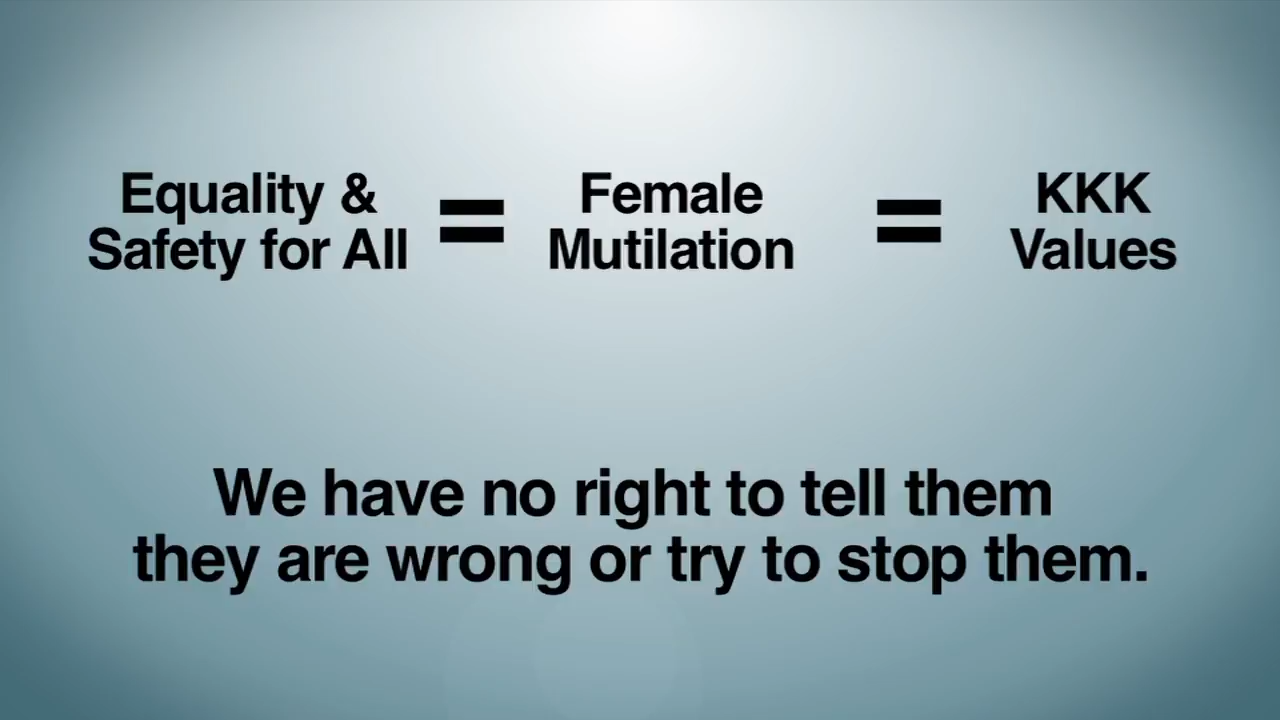 Equality & = Female = KKK
Safety for All Mutilation Values
We have no right to tell them
they are wrong or try to stop them.